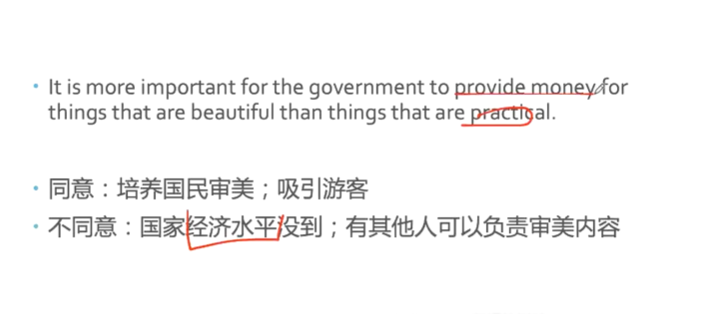 • It is more important for the government to provide money for
things that are beautiful than things that are practical.
• 同意：培养国民审美；吸引游客
• 不同意：国家经济水平没到；有其他人可以负责审美内容